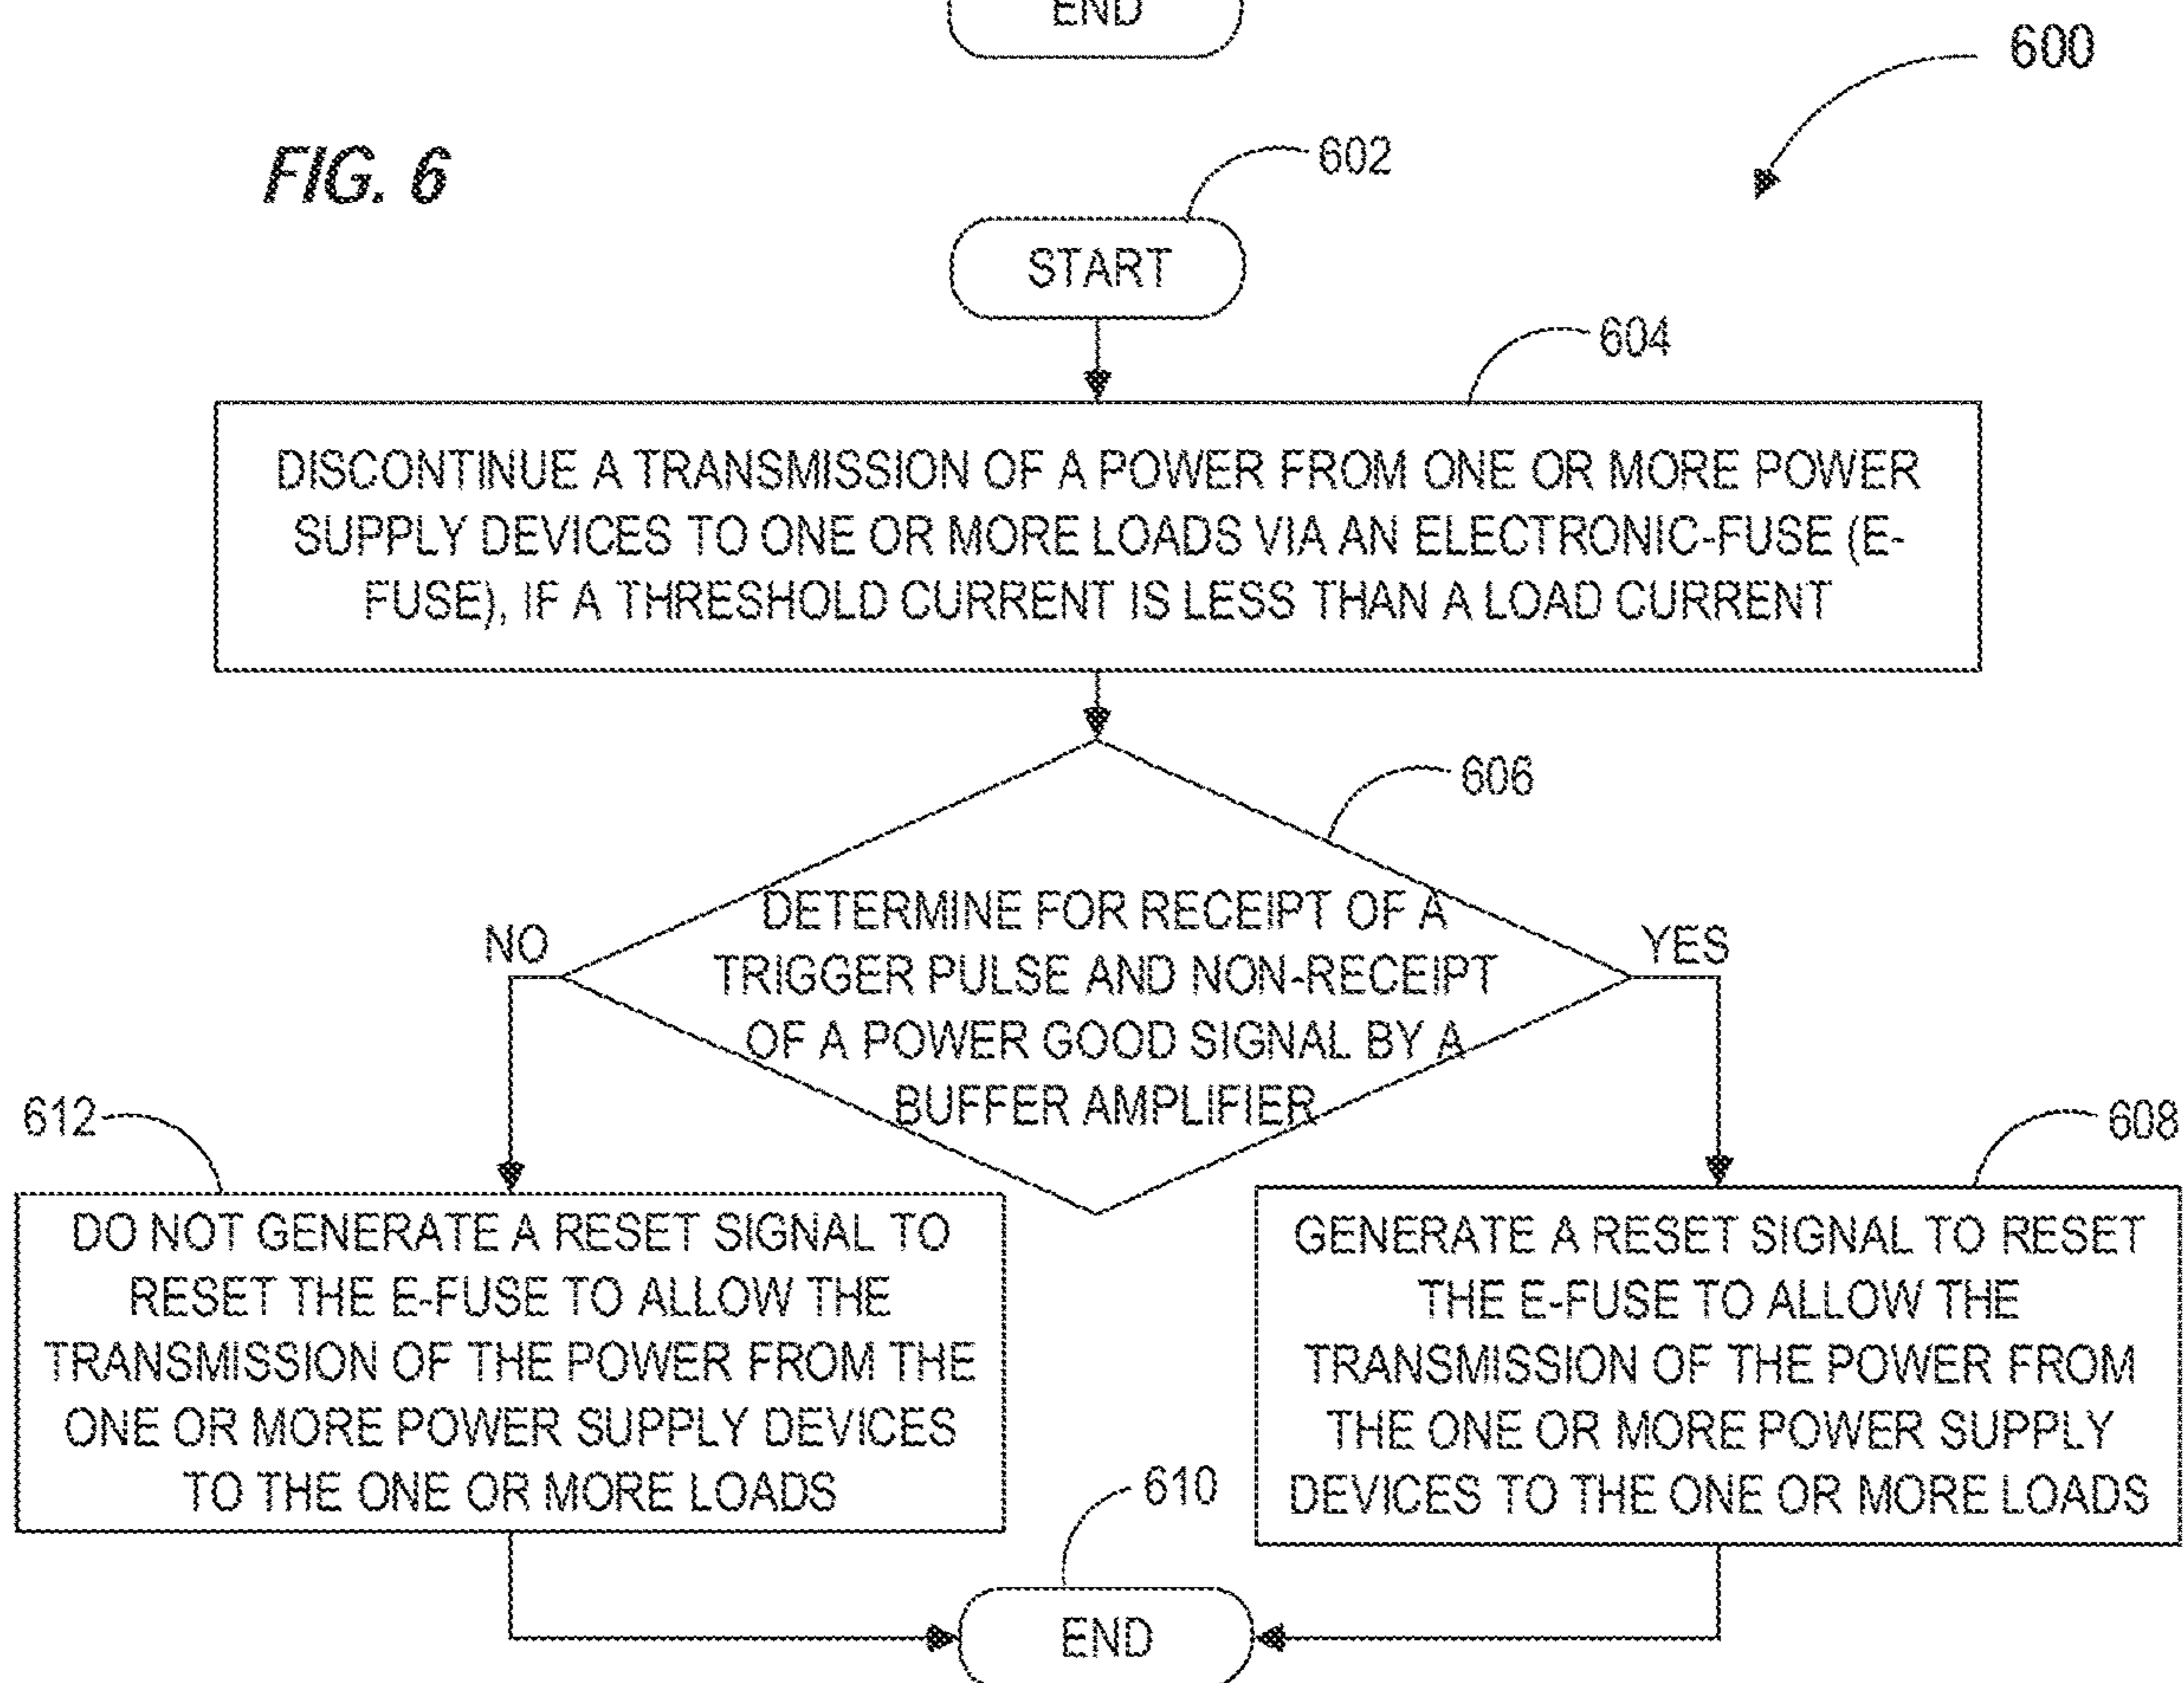 END
600
FIG. 6
602
START
604
DISCONTINUE A TRANSMISSION OF A POWER FROM ONE OR MORE POWER
SUPPLY DEVICES TO ONE OR MORE LOADS VIA AN ELECTRONIC-FUSE (E-
FUSE), IF A THRESHOLD CURRENT IS LESS THAN A LOAD CURRENT
606
DETERMINE FOR RECEIPT OF A
TRIGGER PULSE AND NON-RECEIPT
OF A POWER GOOD SIGNAL BY A
BUFFER AMPLIFIER
NO
YES
612
DO NOT GENERATE A RESET SIGNAL TO
RESET THE E-FUSE TO ALLOW THE
TRANSMISSION OF THE POWER FROM THE
ONE OR MORE POWER SUPPLY DEVICES
TO THE ONE OR MORE LOADS
608
GENERATE A RESET SIGNAL TO RESET
THE E-FUSE TO ALLOW THE
TRANSMISSION OF THE POWER FROM
THE ONE OR MORE POWER SUPPLY
DEVICES TO THE ONE OR MORE LOADS
610
END